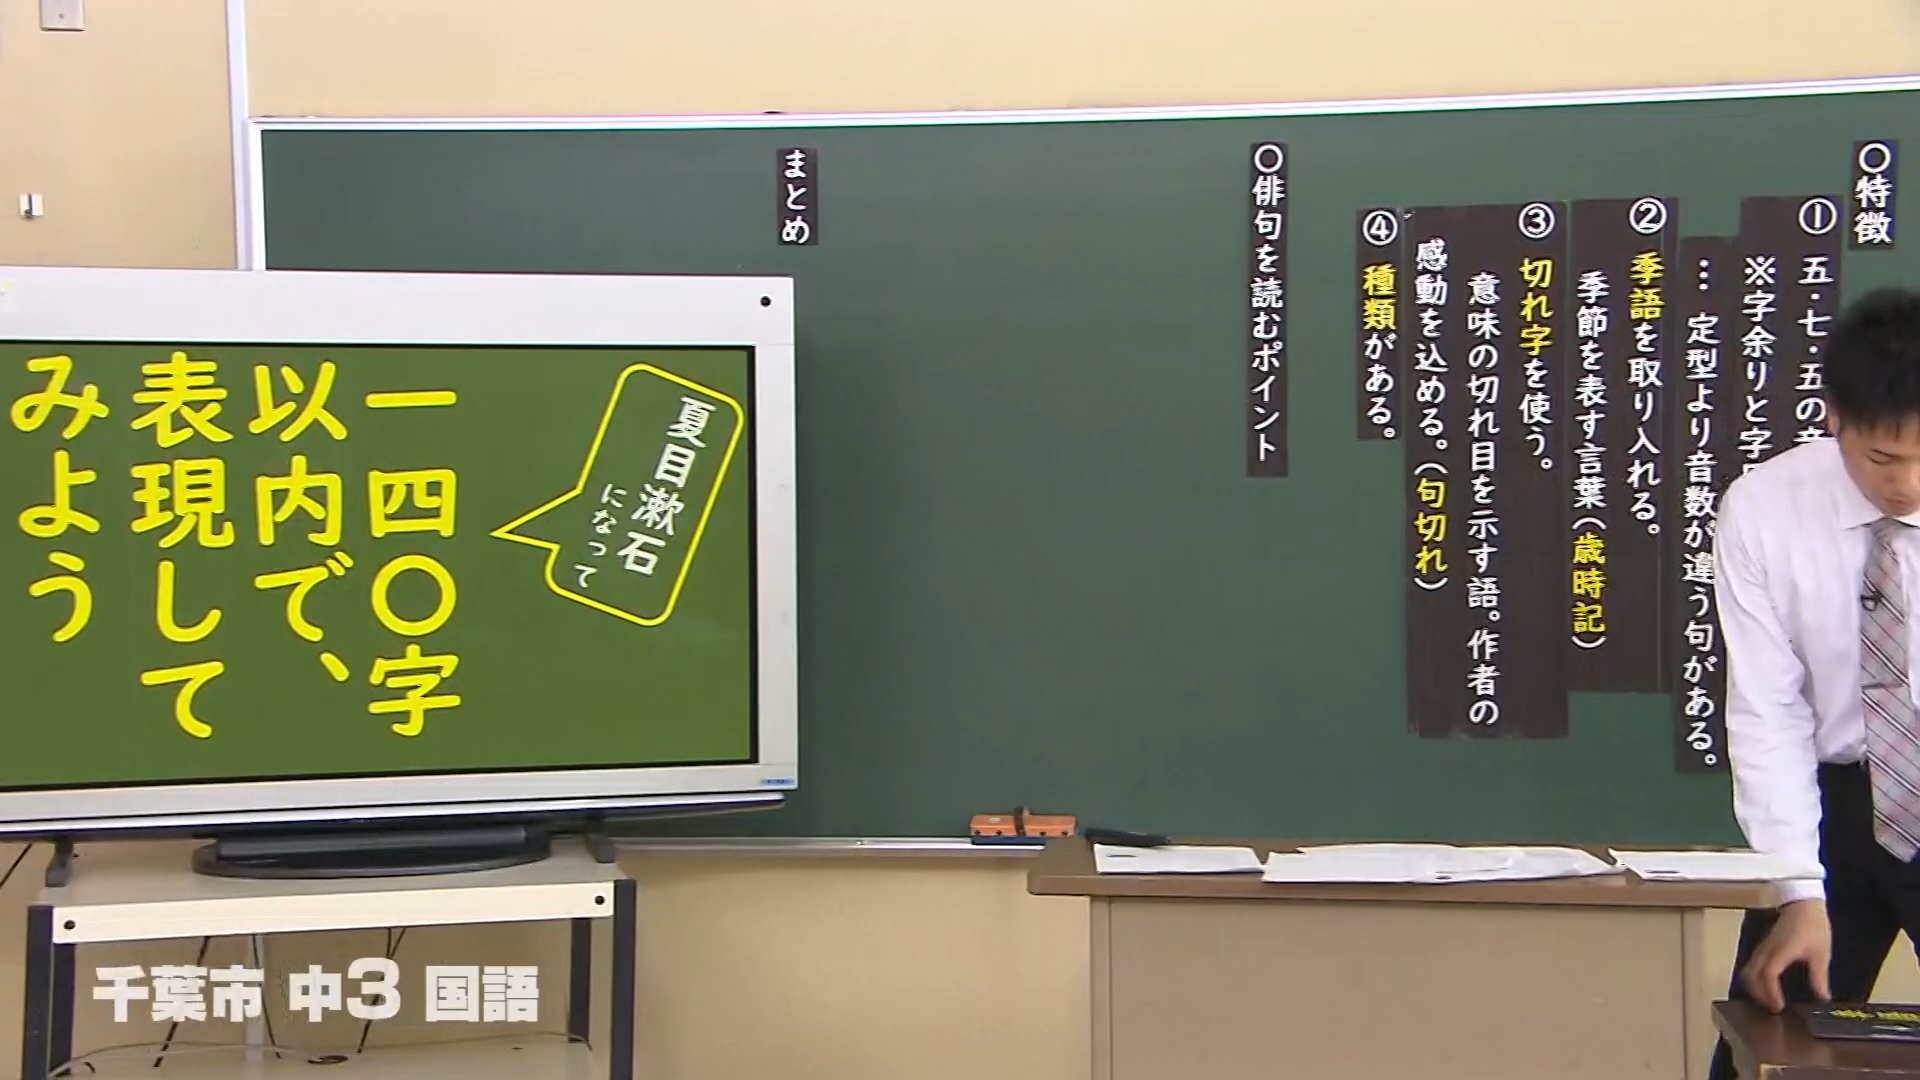 〇特徴
① 五・七・五の音
※字余りと字
… 定型より音数が違う句がある。
② 季語を取り入れる。
季節を表す言葉（歳時記）
③ 切れ字を使う。
意味の切れ目を示す語。作者の
感動を込める。（句切れ）
④ 種類がある。
〇俳句を読むポイント
まとめ
夏目漱石
になって
一四〇字
以内で、
表現して
みよう
千葉市 中3 国語